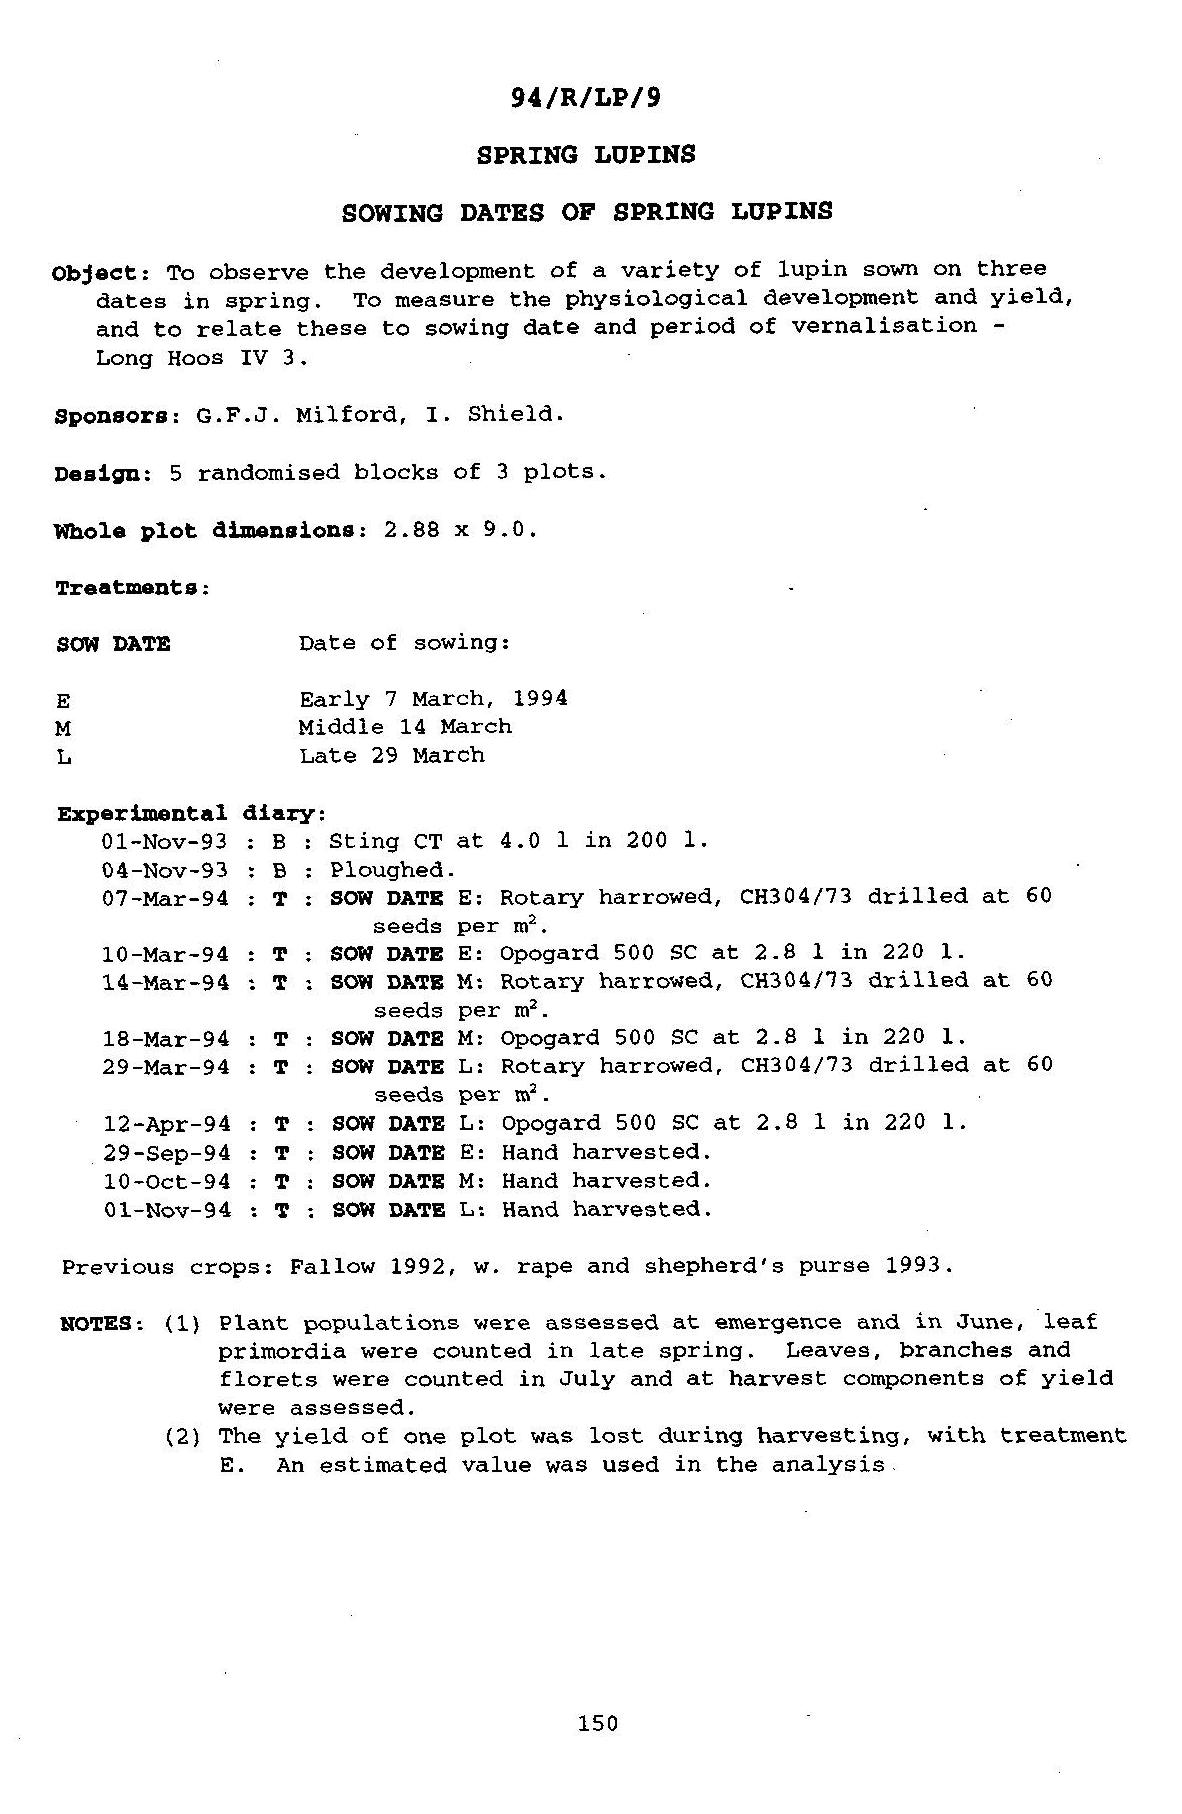 94/R/LP/9
SPRING LUPINS
SOWING DATES OF SPRING LUPINS
Object: To observe the development of a variety of lupin sown on three
dates in spring. To measure the physiological development and yield,
and to relate these to sowing date and period of vernalisation -
Long Hoos IV 3.
Sponsors: G.F.J. Milford, I. Shield.
Design: 5 randomised blocks of 3 plots.
Whole plot dimensions: 2.88 x 9.0.
Treatments:
SOW DATE Date of sowing:
E Early 7 March, 1994
M Middle 14 March
L Late 29 March
Experimental diary:
01-Nov-93 : B : Sting CT at 4.0 l in 200 l.
04-Nov-93 : B : Ploughed.
07-Mar-94 : T : SOW DATE E: Rotary harrowed, CH304/73 drilled at 60
seeds per m².
10-Mar-94 : T : SOW DATE E: Opogard 500 SC at 2.8 l in 220 l.
14-Mar-94 : T : SOW DATE M: Rotary harrowed, CH304/73 drilled at 60
seeds per m².
18-Mar-94 : T : SOW DATE M: Opogard 500 SC at 2.8 l in 220 l.
29-Mar-94 : T : SOW DATE L: Rotary harrowed, CH304/73 drilled at 60
seeds per m².
12-Apr-94 : T : SOW DATE L: Opogard 500 SC at 2.8 l in 220 l.
29-Sep-94 : T : SOW DATE E: Hand harvested.
10-Oct-94 : T : SOW DATE M: Hand harvested.
01-Nov-94 : T : SOW DATE L: Hand harvested.
Previous crops: Fallow 1992, w. rape and shepherd's purse 1993.
NOTES: (1) Plant populations were assessed at emergence and in June, leaf
primordia were counted in late spring. Leaves, branches and
florets were counted in July and at harvest components of yield
were assessed.
(2) The yield of one plot was lost during harvesting, with treatment
E. An estimated value was used in the analysis.
150